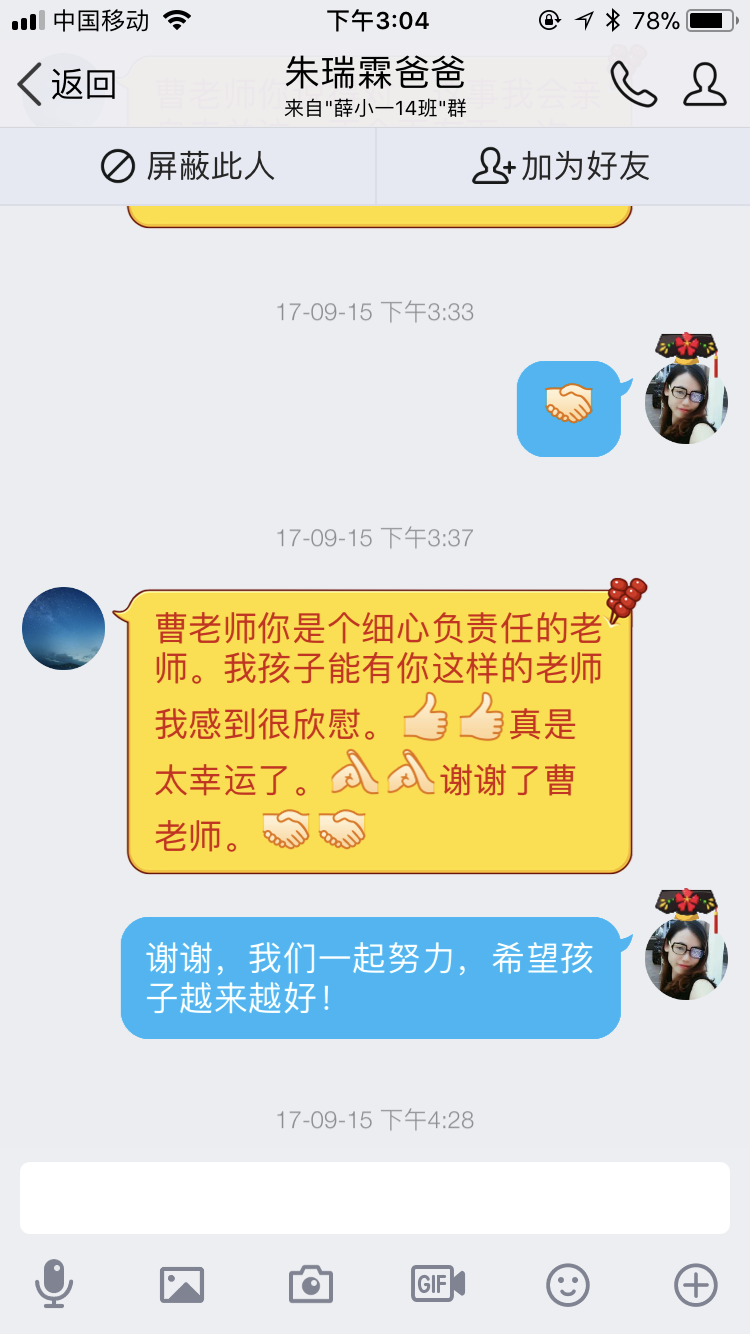 中国移动 下午3:04 78%
返回 朱瑞霖爸爸
来自"薛小一14班"群
屏蔽此人 加为好友
17-09-15 下午3:33
17-09-15 下午3:37
曹老师你是个细心负责任的老
师。我孩子能有你这样的老师
我感到很欣慰。👍👍真是
太幸运了。谢谢了曹
老师。🤝🤝
谢谢，我们一起努力，希望孩
子越来越好！
17-09-15 下午4:28
GIF